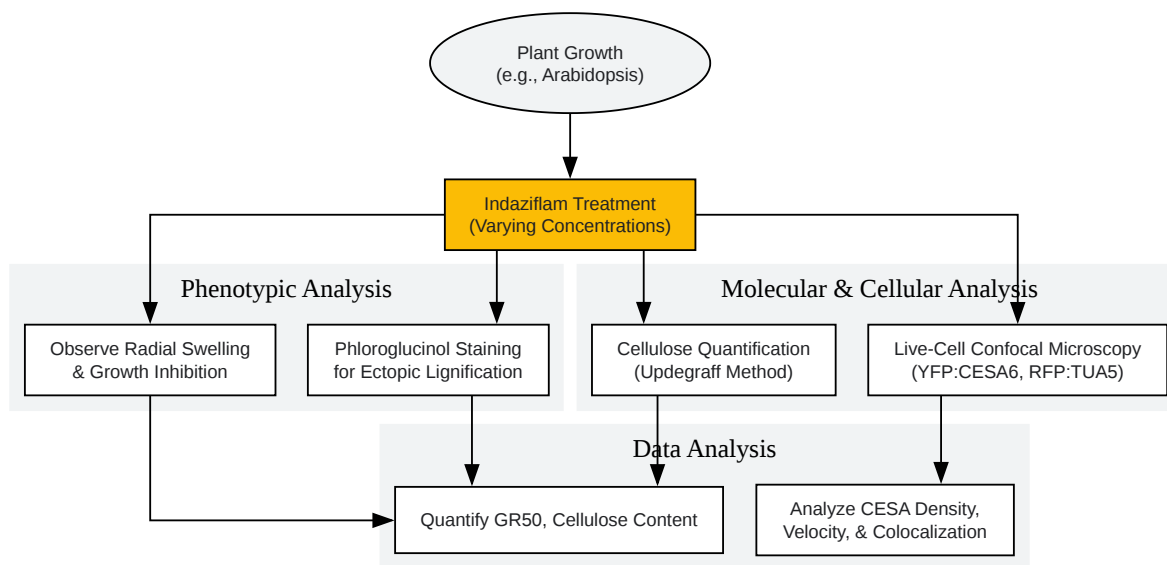 Plant Growth
(e.g., Arabidopsis)
Indaziflam Treatment
(Varying Concentrations)
Phenotypic Analysis
Observe Radial Swelling
& Growth Inhibition
Phloroglucinol Staining
for Ectopic Lignification
Molecular & Cellular Analysis
Cellulose Quantification
(Updegraff Method)
Live-Cell Confocal Microscopy
(YFP:CESA6, RFP:TUA5)
Data Analysis
Quantify GR50, Cellulose Content
Analyze CESA Density,
Velocity, & Colocalization